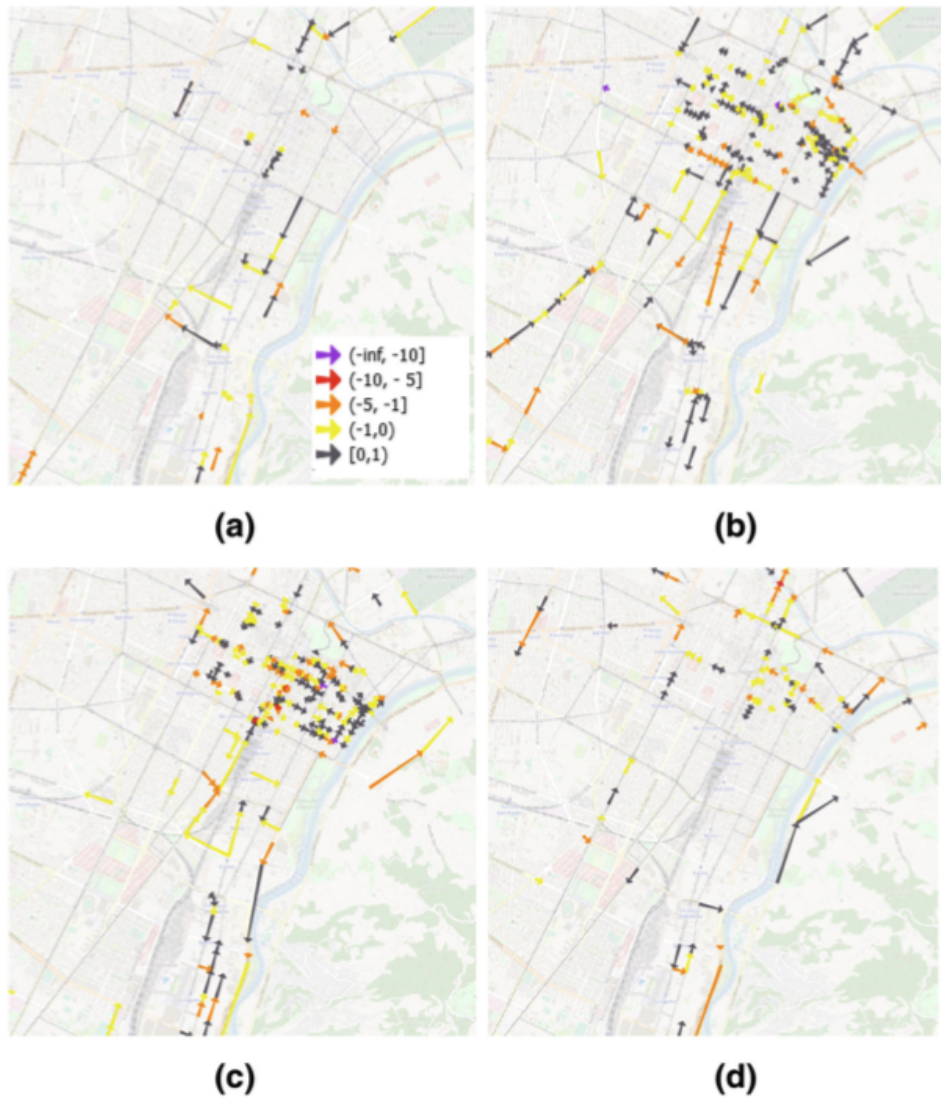 (-inf, -10]
(-10, - 5]
(-5, -1]
(-1,0)
[0,1)
(a)
(b)
(c)
(d)